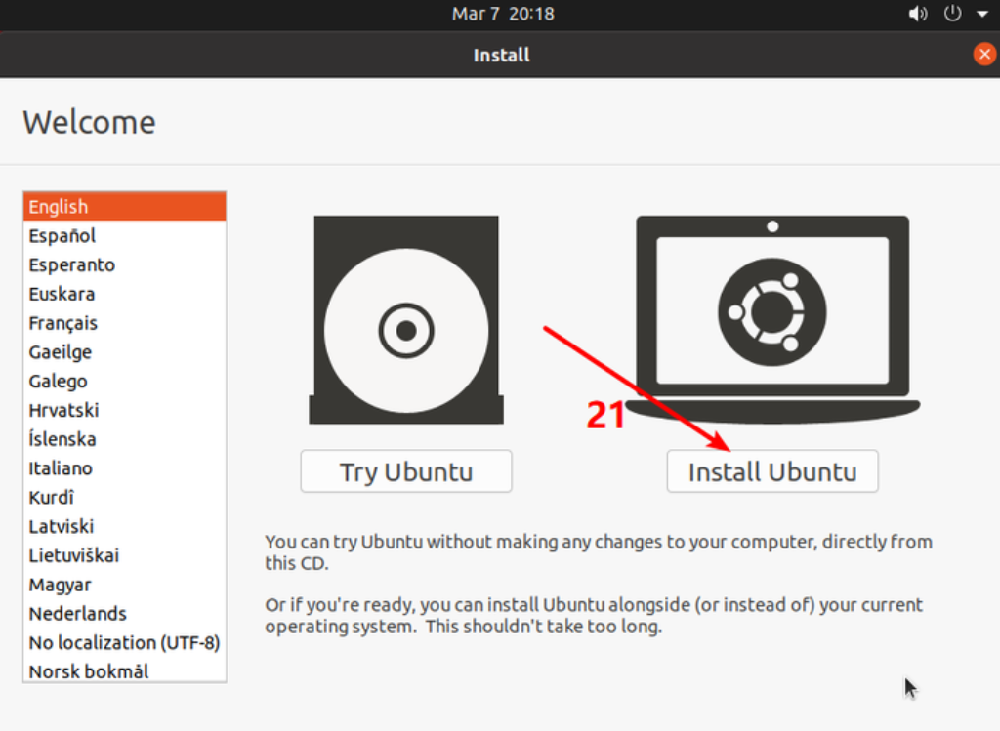 Mar 7 20:18
Install
Welcome
English
Español
Esperanto
Euskara
Français
Gaeilge
Galego
Hrvatski
Íslenska
Italiano
Kurdî
Latviski
Lietuviškai
Magyar
Nederlands
No localization (UTF-8)
Norsk bokmål
21
Try Ubuntu
Install Ubuntu
You can try Ubuntu without making any changes to your computer, directly from
this CD.
Or if you're ready, you can install Ubuntu alongside (or instead of) your current
operating system. This shouldn't take too long.